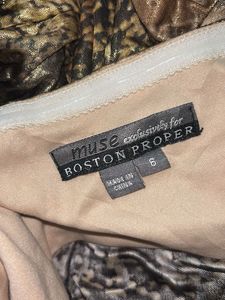 muse
exclusively for
BOSTON PROPER
6
MADE IN
CHINA